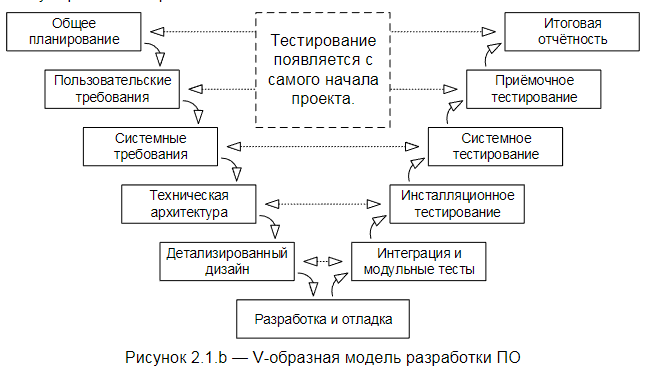 Общее
планирование
Тестирование
появляется с
самого начала
проекта.
Итоговая
отчётность
Пользовательские
требования
Приёмочное
тестирование
Системные
требования
Системное
тестирование
Техническая
архитектура
Инсталляционное
тестирование
Детализированный
дизайн
Интеграция и
модульные тесты
Разработка и отладка
Рисунок 2.1.b — V-образная модель разработки ПО